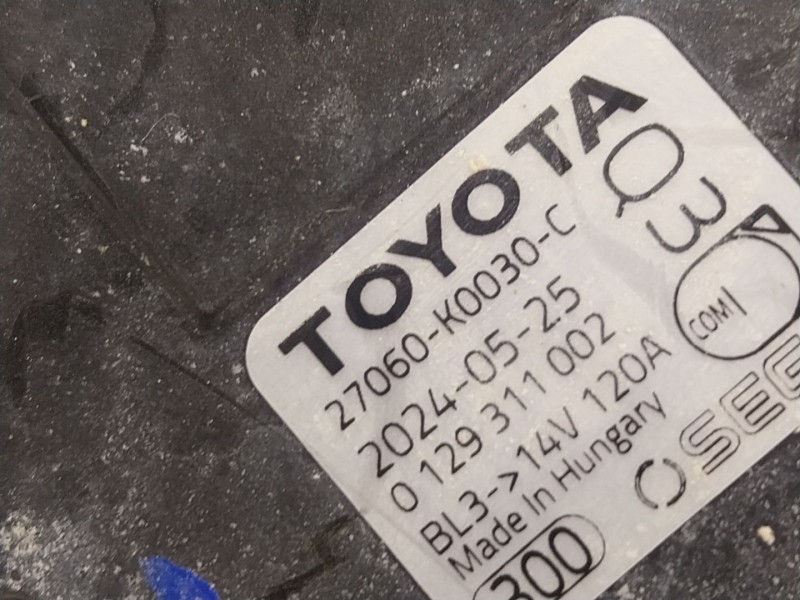 TOYOTA
27060-K0030-C
2024-05-25
0 129 311 002
BL3->14V 120A
Made In Hungary
300
Q3
COM
SEG